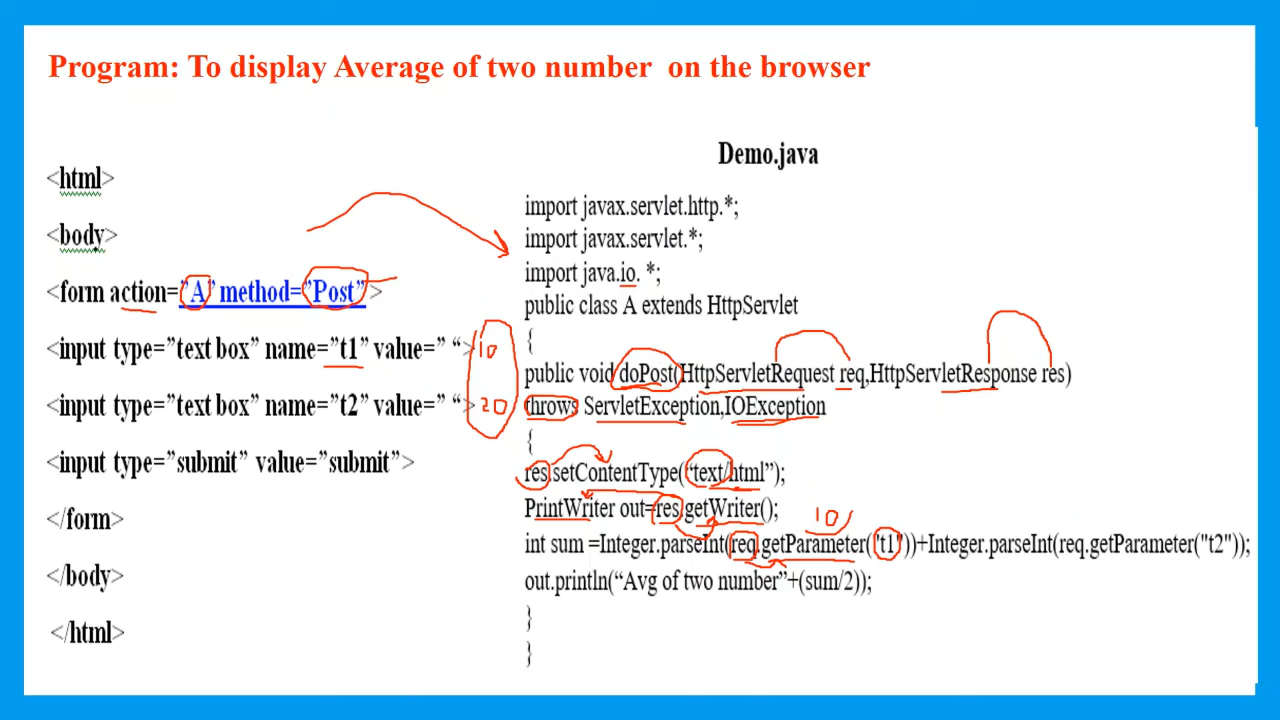 Program: To display Average of two number on the browser
<html>
<body>
<form action=”A” method=”Post”>
<input type=”text box” name=”t1” value=” “>10
<input type=”text box” name=”t2” value=” “>20
<input type=”submit” value=”submit”>
</form>
</body>
</html>
Demo.java
import javax.servlet.http.*;
import javax.servlet.*;
import java.io. *;
public class A extends HttpServlet
{
public void doPost(HttpServletRequest req,HttpServletResponse res)
throws ServletException,IOException
{
res.setContentType(“text/html”);
PrintWriter out=res.getWriter();
10
int sum =Integer.parseInt(req.getParameter("t1"))+Integer.parseInt(req.getParameter("t2"));
out.println(“Avg of two number”+(sum/2));
}
}